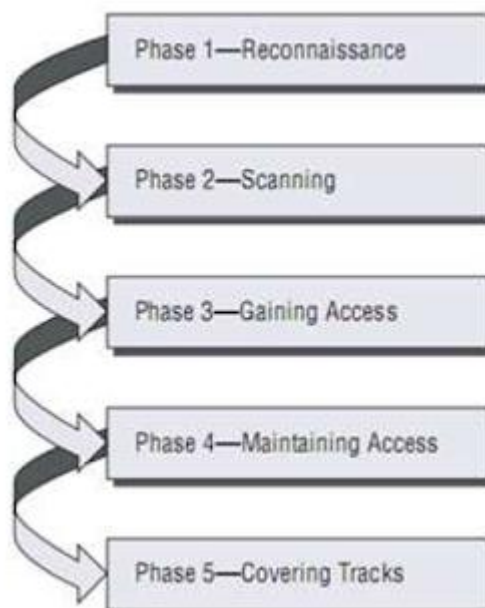 Phase 1—Reconnaissance
Phase 2—Scanning
Phase 3—Gaining Access
Phase 4—Maintaining Access
Phase 5—Covering Tracks